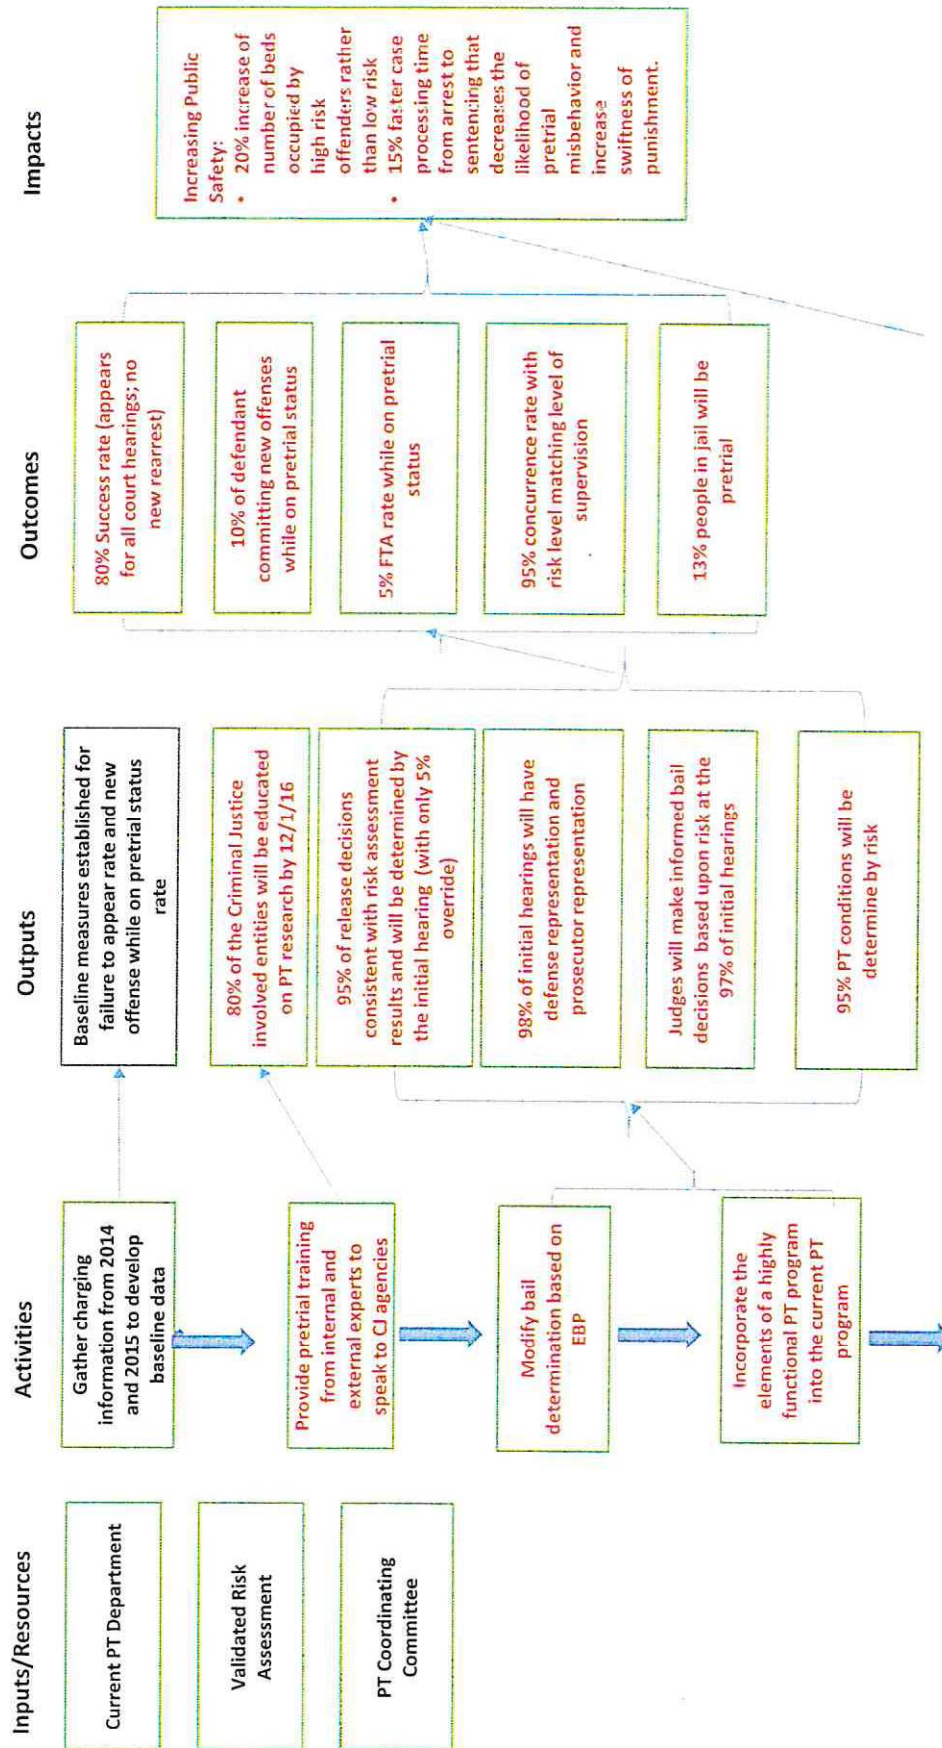 Inputs/Resources
Current PT Department
Validated Risk
Assessment
PT Coordinating
Committee
Activities
Gather charging
information from 2014
and 2015 to develop
baseline data
Provide pretrial training
from internal and
external experts to
speak to CJ agencies
Modify bail
determination based on
EBP
Incorporate the
elements of a highly
functional PT program
into the current PT
program
Outputs
Baseline measures established for
failure to appear rate and new
offense while on pretrial status
rate
80% of the Criminal Justice
involved entities will be educated
on PT research by 12/1/16
95% of release decisions
consistent with risk assessment
results and will be determined by
the initial hearing (with only 5%
override)
98% of initial hearings will have
defense representation and
prosecutor representation
Judges will make informed bail
decisions based upon risk at the
97% of initial hearings
95% PT conditions will be
determine by risk
Outcomes
80% Success rate (appears
for all court hearings; no
new rearrest)
10% of defendant
committing new offenses
while on pretrial status
5% FTA rate while on pretrial
status
95% concurrence rate with
risk level matching level of
supervision
13% people in jail will be
pretrial
Impacts
Increasing Public
Safety:
• 20% increase of
number of beds
occupied by
high risk
offenders rather
than low risk
• 15% faster case
processing time
from arrest to
sentencing that
decreases the
likelihood of
pretrial
misbehavior and
increase
swiftness of
punishment.